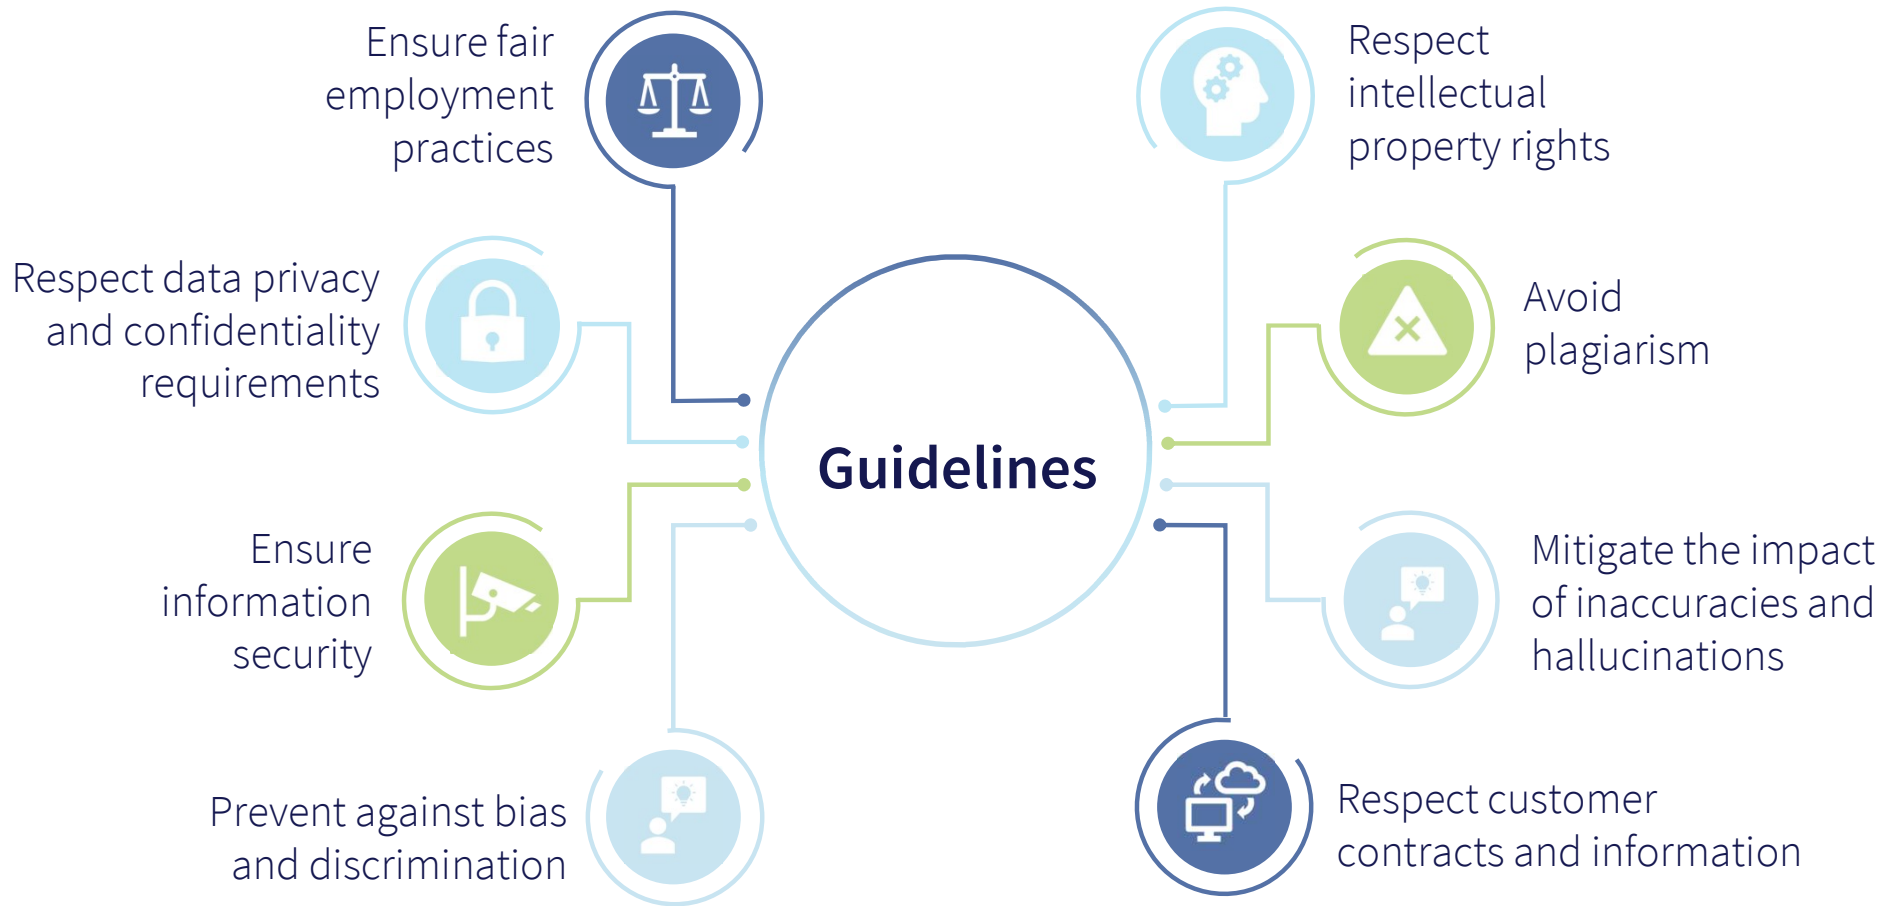 Ensure fair
employment
practices
Respect data privacy
and confidentiality
requirements
Ensure
information
security
Prevent against bias
and discrimination
Guidelines
Respect
intellectual
property rights
Avoid
plagiarism
Mitigate the impact
of inaccuracies and
hallucinations
Respect customer
contracts and information